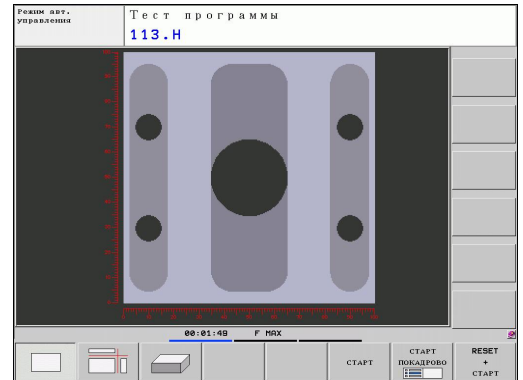 Режим авт.
управления
Тест программы
113.H
00:01:49 F MAX
СТАРТ
СТАРТ
ПОКАДРОВО
RESET
+
СТАРТ